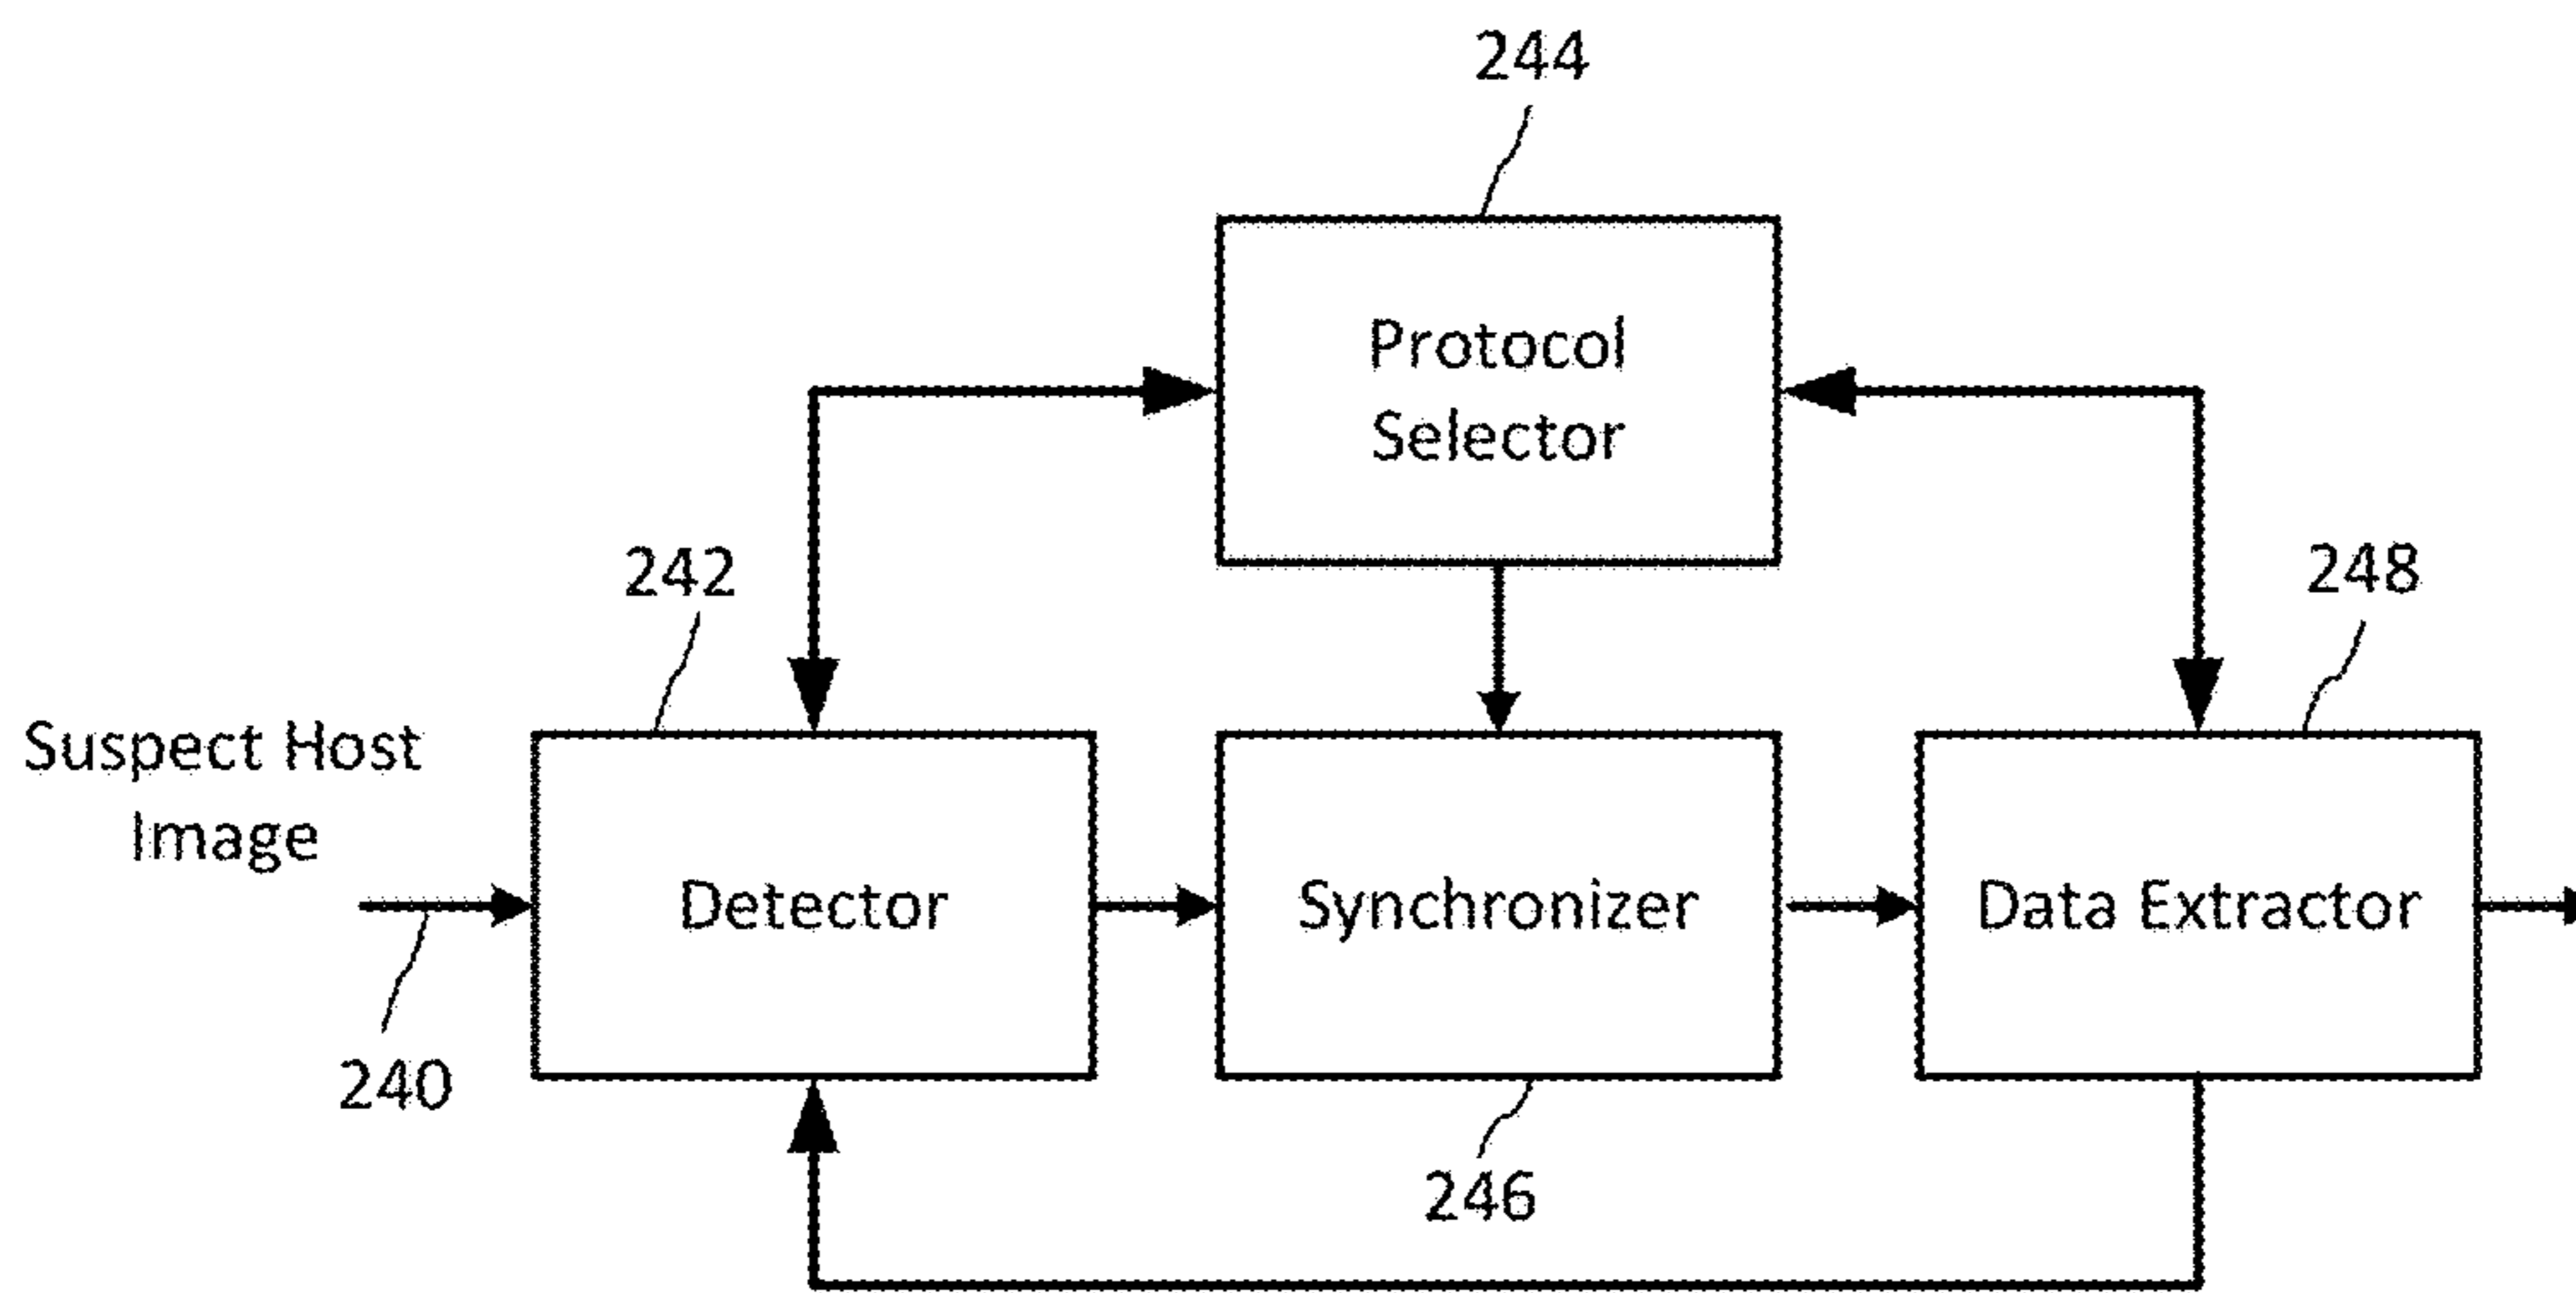 244
Protocol
Selector
242
248
Suspect Host
Image
Detector
Synchronizer
Data Extractor
240
246